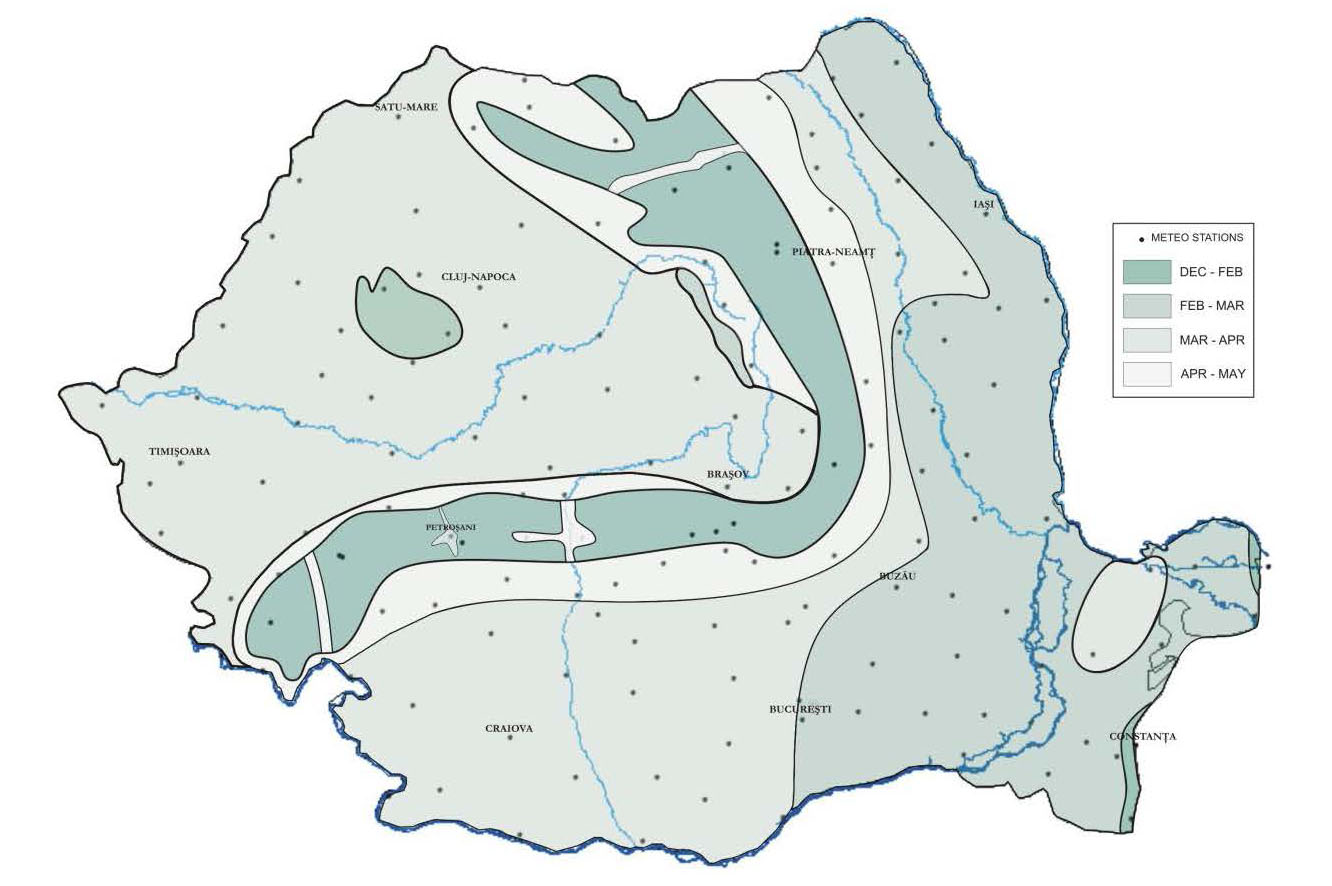 SATU-MARE
IAŞI
METEO STATIONS
PIATRA-NEAMŢ
DEC - FEB
CLUJ-NAPOCA
FEB - MAR
MAR - APR
APR - MAY
TIMIŞOARA
BRAŞOV
PETROŞANI
BUZĂU
BUCUREŞTI
CRAIOVA
CONSTANŢA